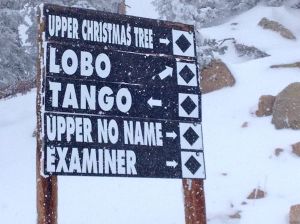 UPPER CHRISTMAS TREE
LOBO
TANGO
UPPER NO NAME
EXAMINER